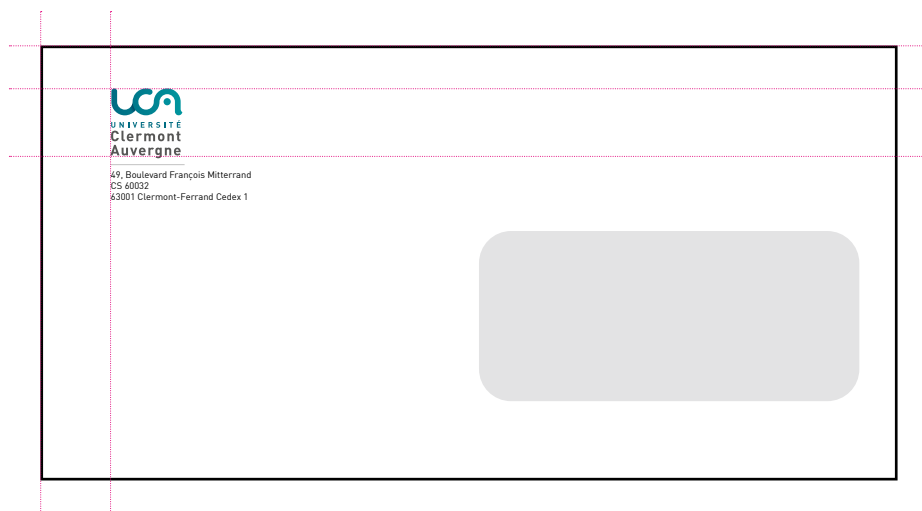 uca
UNIVERSITÉ
Clermont
Auvergne
49, Boulevard François Mitterrand
CS 60032
63001 Clermont-Ferrand Cedex 1